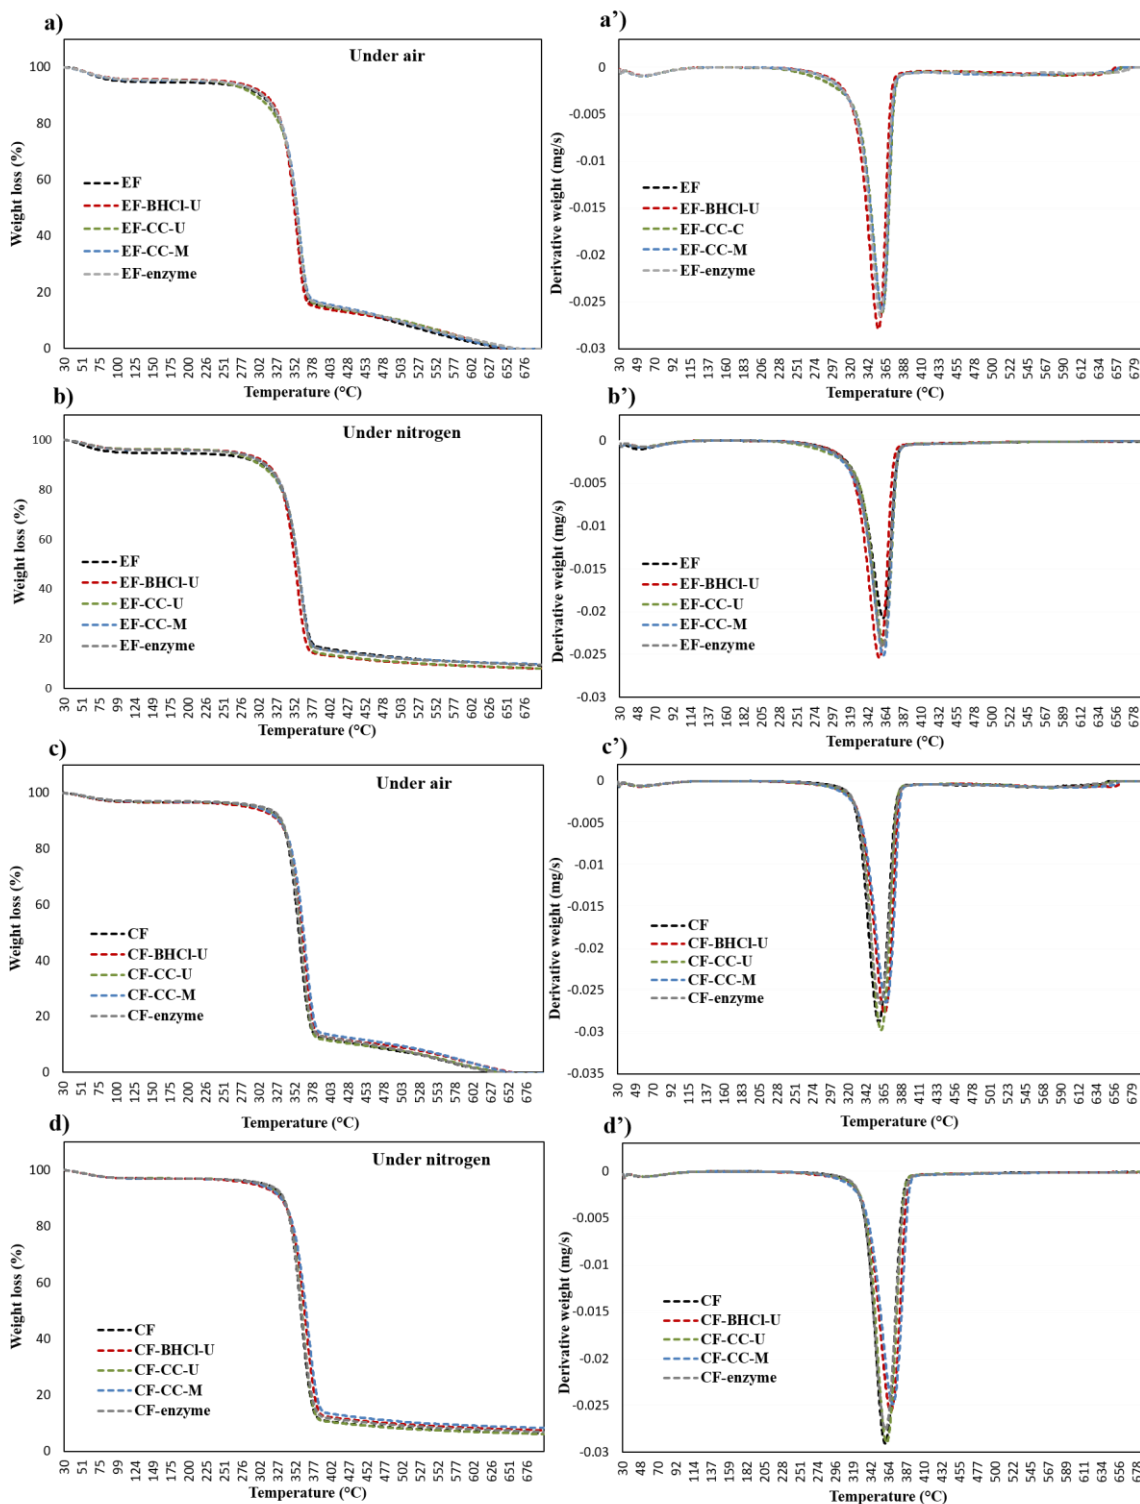 a)
Under air
Weight loss (%)
100
80
60
40
20
0
EF
EF-BHCl-U
EF-CC-U
EF-CC-M
EF-enzyme
30 51 75 100 124 149 175 200 226 251 276 302 327 352 378 403 428 453 478 503 527 552 577 602 627 652 676
Temperature (°C)
a’)
Derivative weight (mg/s)
0
-0.005
-0.01
-0.015
-0.02
-0.025
-0.03
EF
EF-BHCl-U
EF-CC-C
EF-CC-M
EF-enzyme
30 49 70 92 115 137 160 183 206 228 251 274 297 320 342 365 388 410 433 455 478 500 523 545 567 590 612 634 657 679
Temperature (°C)
b)
Under nitrogen
Weight loss (%)
100
80
60
40
20
0
EF
EF-BHCl-U
EF-CC-U
EF-CC-M
EF-enzyme
30 51 74 99 124 149 175 200 226 251 276 302 327 352 377 402 427 452 478 503 527 552 577 602 626 651 676
Temperature (°C)
b’)
Derivative weight (mg/s)
0
-0.005
-0.01
-0.015
-0.02
-0.025
-0.03
EF
EF-BHCl-U
EF-CC-U
EF-CC-M
EF-enzyme
30 48 70 92 114 137 160 182 205 228 251 274 296 319 342 364 387 410 432 455 477 500 522 545 567 589 612 634 656 678
Temperature (°C)
c)
Under air
Weight loss (%)
100
80
60
40
20
0
CF
CF-BHCl-U
CF-CC-U
CF-CC-M
CF-enzyme
30 51 75 100 124 149 175 200 226 251 276 302 327 352 378 403 428 453 478 503 528 553 578 602 627 652 676
Temperature (°C)
c’)
Derivative weight (mg/s)
0
-0.005
-0.01
-0.015
-0.02
-0.025
-0.03
-0.035
CF
CF-BHCl-U
CF-CC-U
CF-CC-M
CF-enzyme
30 49 70 92 115 137 160 183 205 228 251 274 297 320 342 365 388 411 433 456 478 501 523 545 568 590 612 634 656 679
Temperature (°C)
d)
Under nitrogen
Weight loss (%)
100
80
60
40
20
0
CF
CF-BHCl-U
CF-CC-U
CF-CC-M
CF-enzyme
30 51 74 99 124 149 175 200 226 251 276 302 327 352 377 402 427 452 477 502 527 552 577 602 626 651 676
Temperature (°C)
d’)
Derivative weight (mg/s)
0
-0.005
-0.01
-0.015
-0.02
-0.025
-0.03
CF
CF-BHCl-U
CF-CC-U
CF-CC-M
CF-enzyme
30 48 70 92 114 137 160 182 205 228 251 274 296 319 342 364 387 409 432 455 477 499 522 544 567 589 611 634 656 678
Temperature (°C)